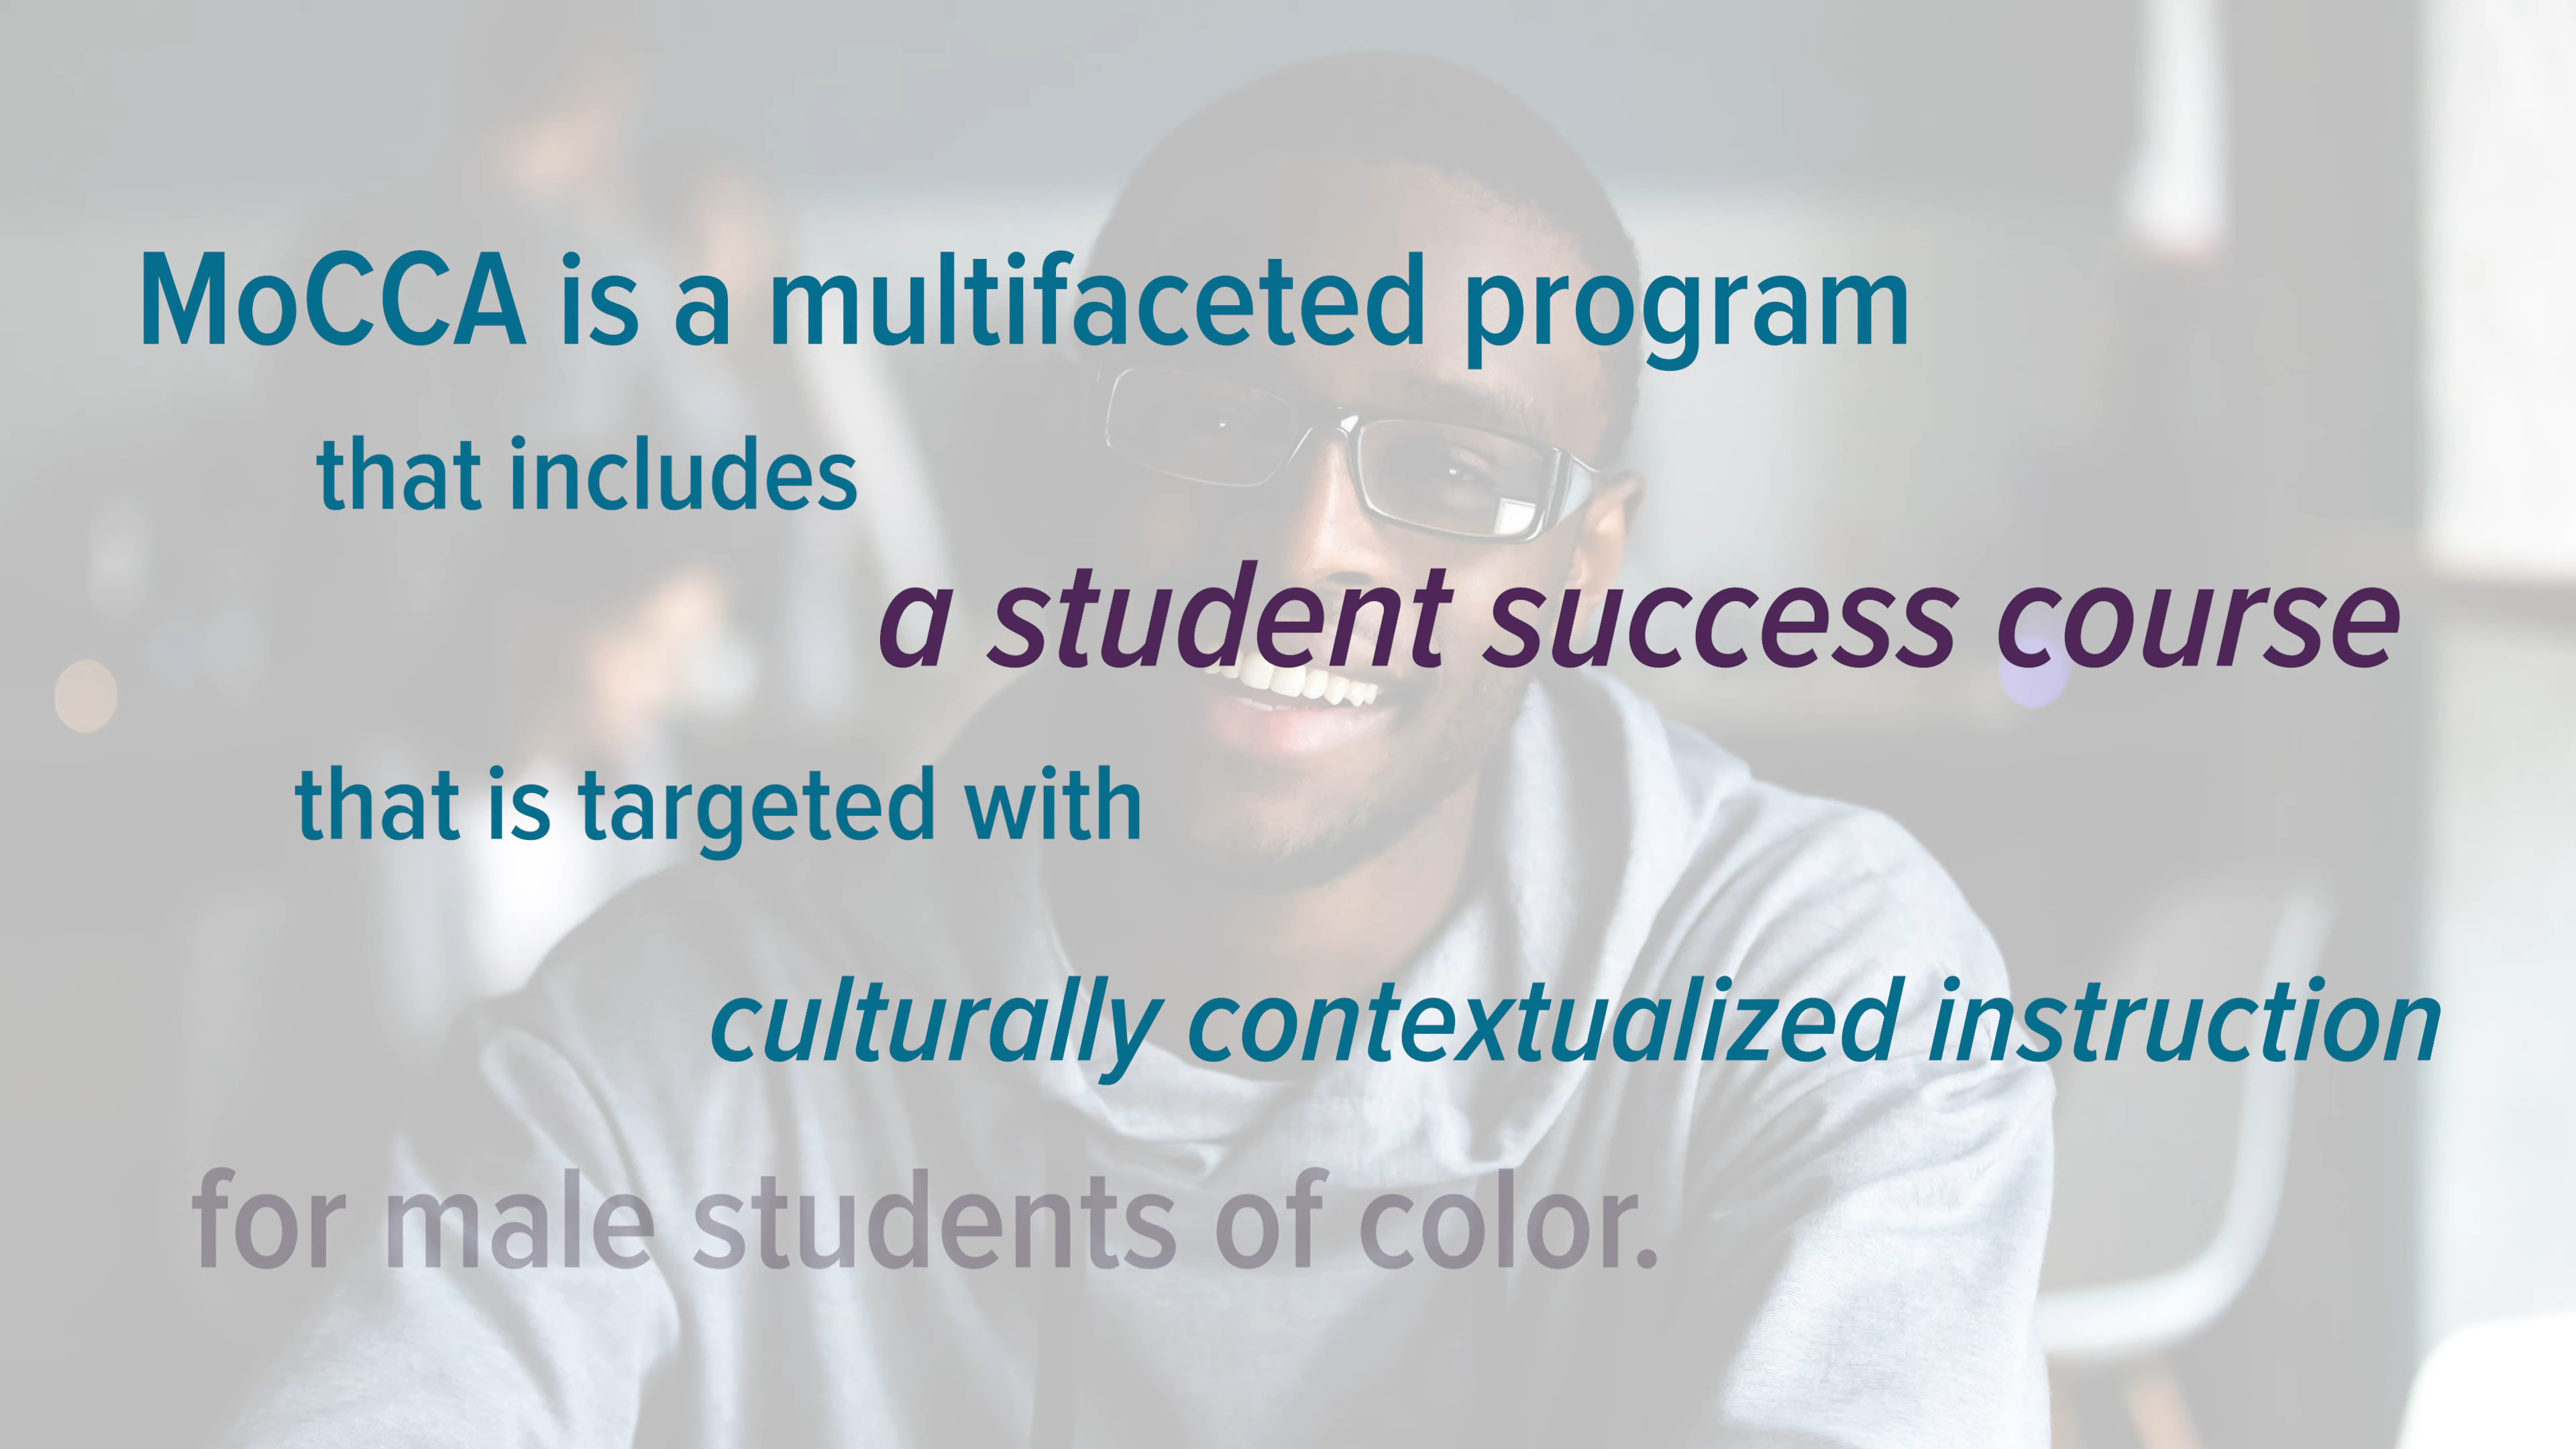 MoCCA is a multifaceted program
that includes
a student success course
that is targeted with
culturally contextualized instruction
for male students of color.